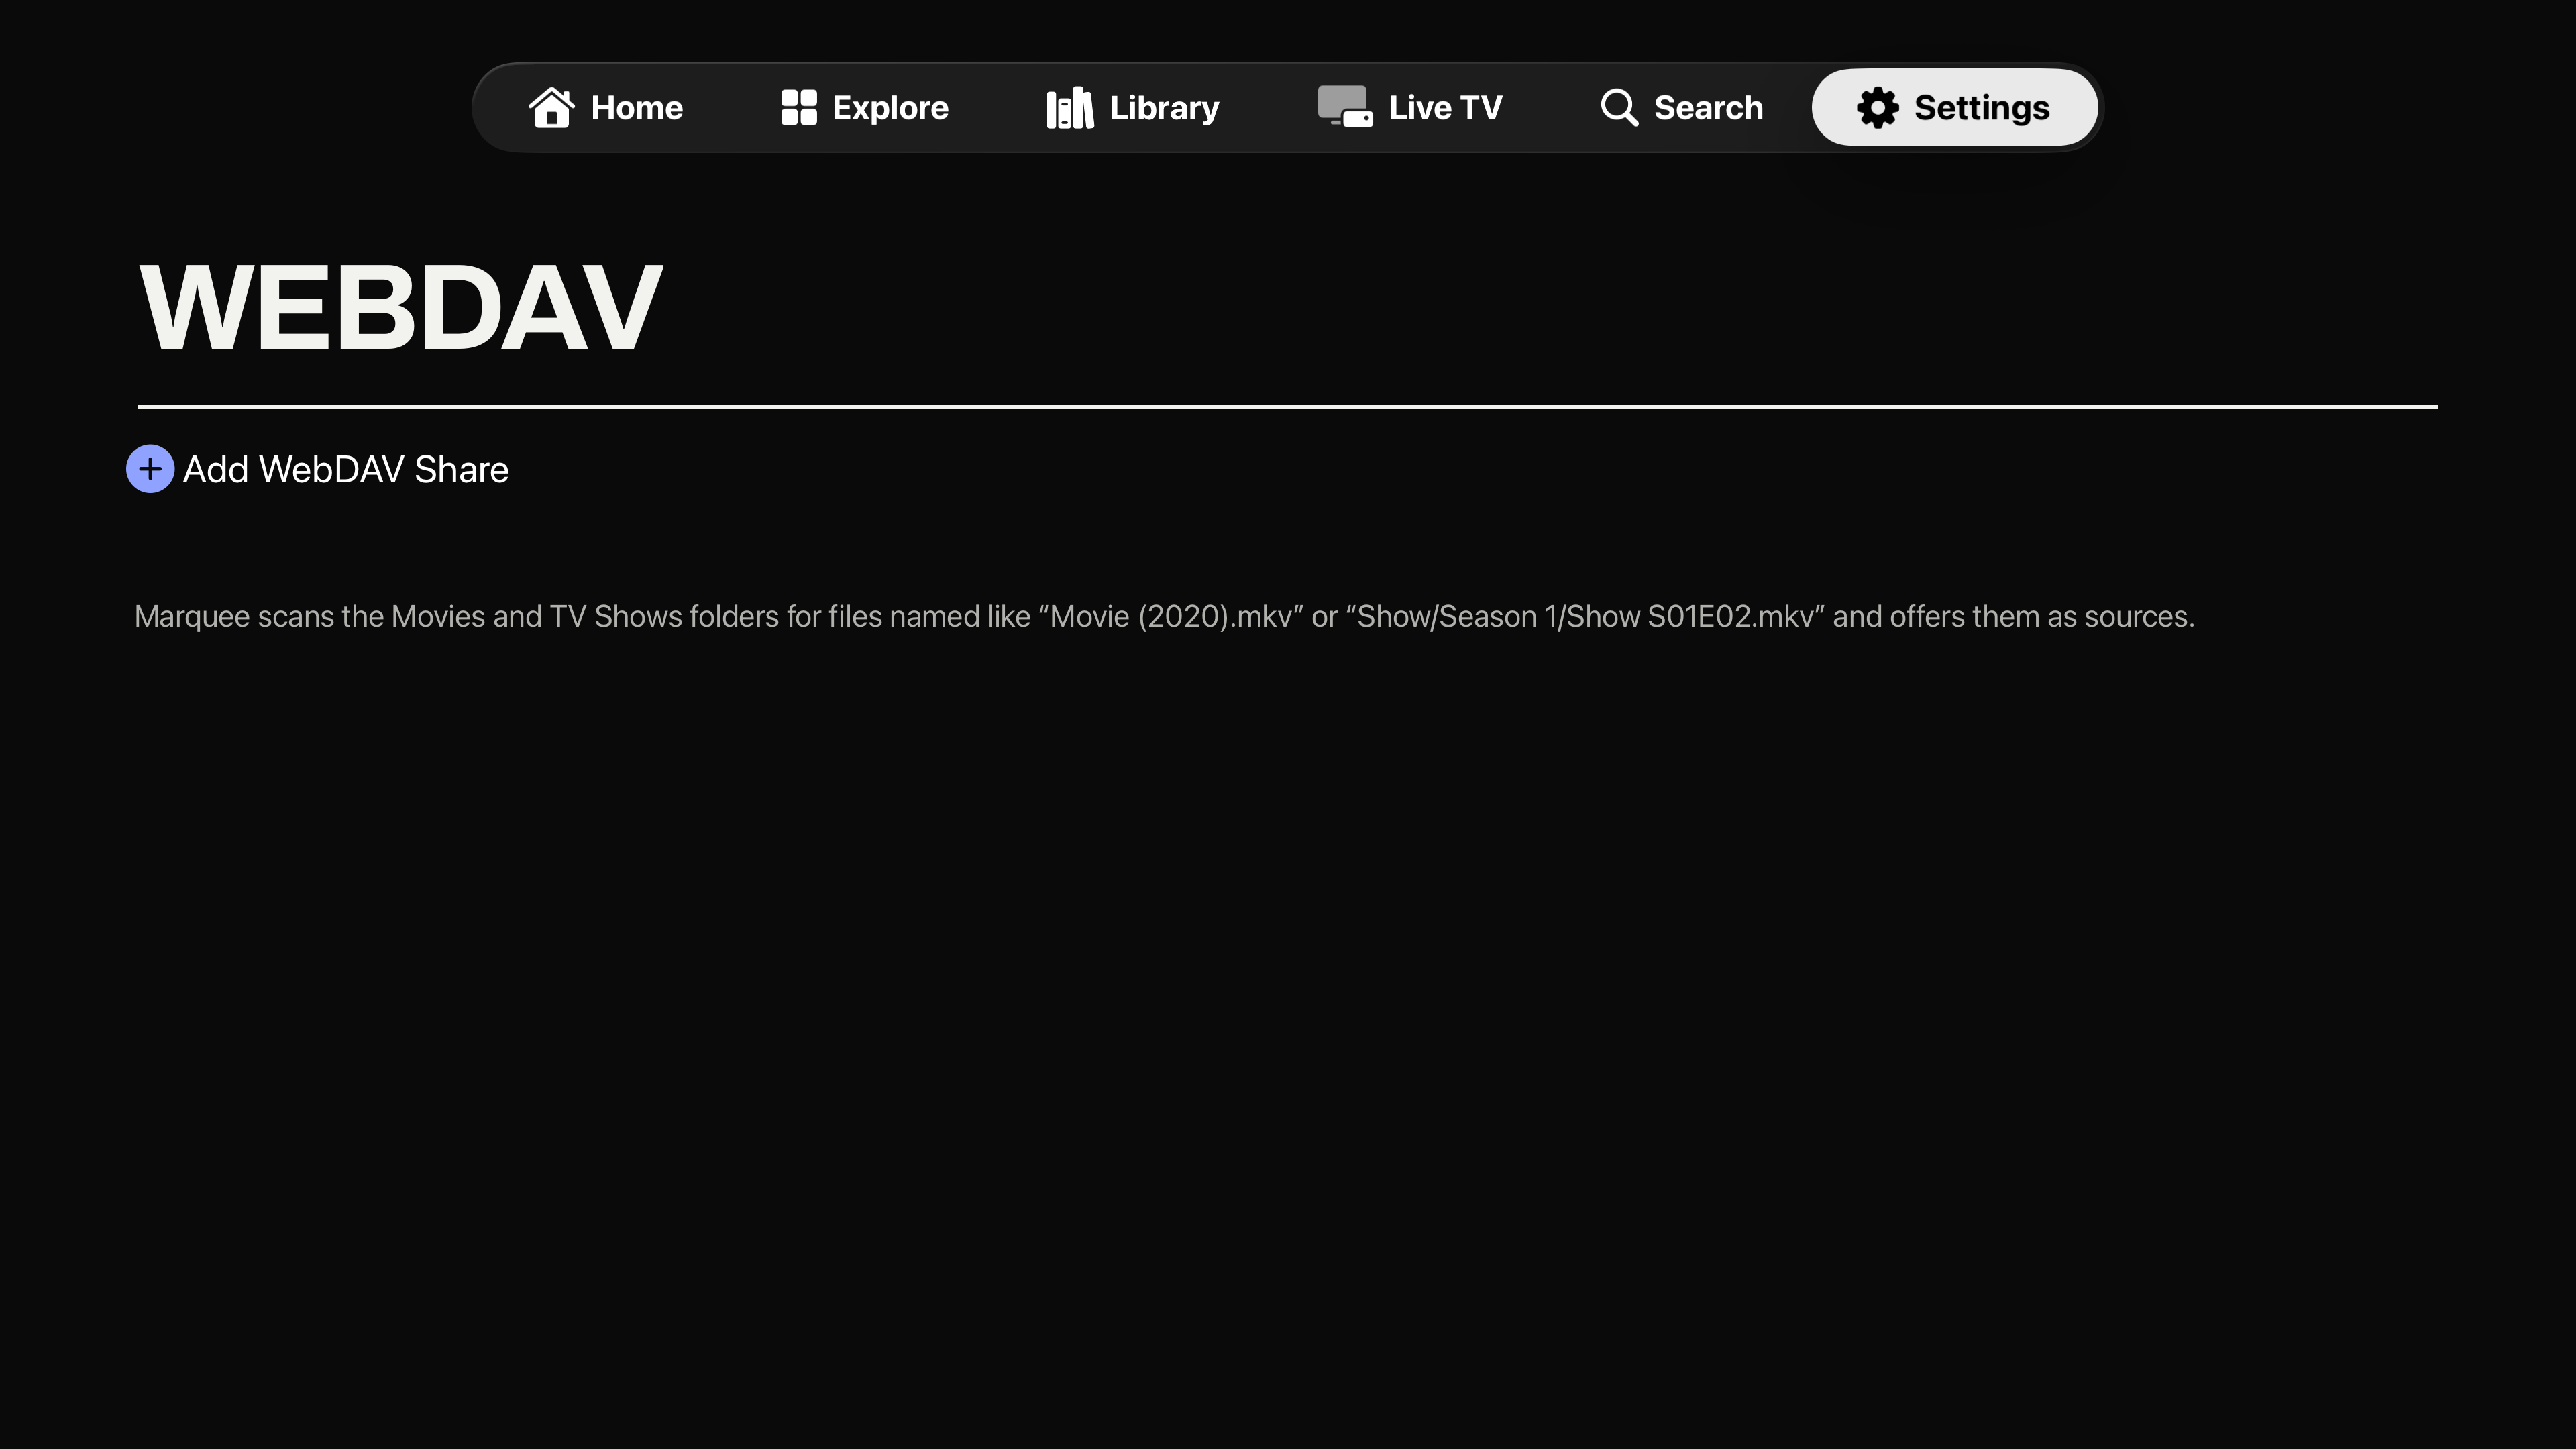 Home Explore Library Live TV Search Settings
WEBDAV
Add WebDAV Share
Marquee scans the Movies and TV Shows folders for files named like “Movie (2020).mkv” or “Show/Season 1/Show S01E02.mkv” and offers them as sources.